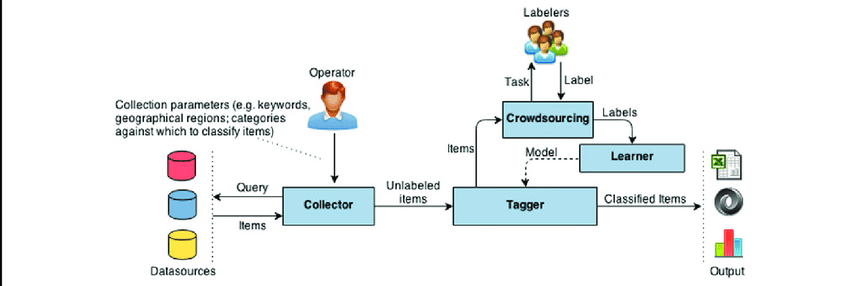 Labelers
Operator
Task
Label
Collection parameters (e.g. keywords,
geographical regions; categories
against which to classify items)
Crowdsourcing
Labels
Items
Model
Learner
Query
Collector
Unlabeled
items
Tagger
Classified Items
Items
Datasources
Output